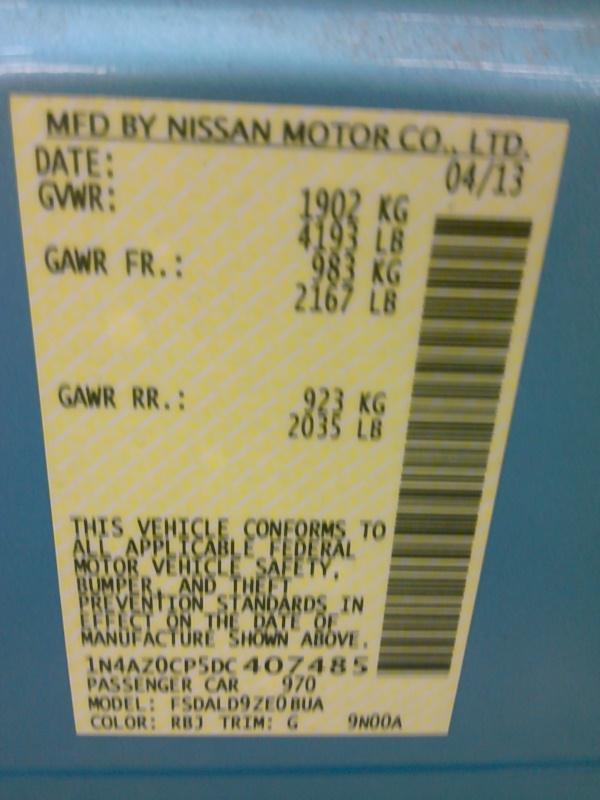 MFD BY NISSAN MOTOR CO., LTD.
DATE: 04/13
GVWR: 1902 KG
4193 LB
GAWR FR.: 983 KG
2167 LB
GAWR RR.: 923 KG
2035 LB
THIS VEHICLE CONFORMS TO
ALL APPLICABLE FEDERAL
MOTOR VEHICLE SAFETY,
BUMPER, AND THEFT
PREVENTION STANDARDS IN
EFFECT ON THE DATE OF
MANUFACTURE SHOWN ABOVE.
1N4AZ0CP5DC407485
PASSENGER CAR 970
MODEL: FSDALD9ZE0BUA
COLOR: RBJ TRIM: G 9N00A